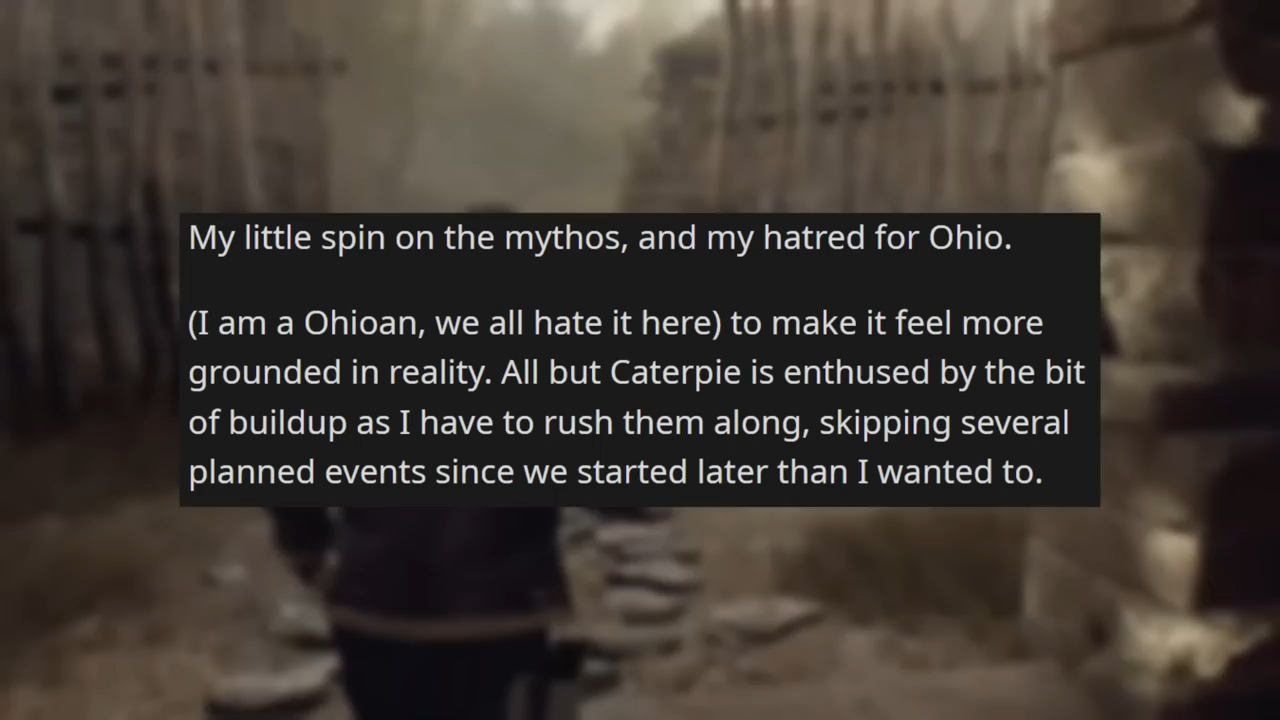 My little spin on the mythos, and my hatred for Ohio.
(I am a Ohioan, we all hate it here) to make it feel more
grounded in reality. All but Caterpie is enthused by the bit
of buildup as I have to rush them along, skipping several
planned events since we started later than I wanted to.